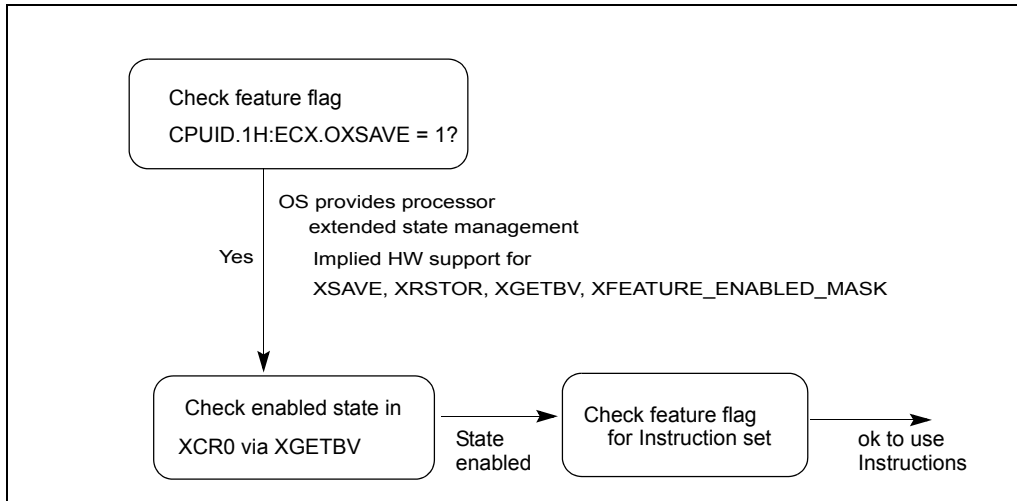 Check feature flag
CPUID.1H:ECX.OXSAVE = 1?
OS provides processor
extended state management
Yes
Implied HW support for
XSAVE, XRSTOR, XGETBV, XFEATURE_ENABLED_MASK
Check enabled state in
XCR0 via XGETBV
State
enabled
Check feature flag
for Instruction set
ok to use
Instructions